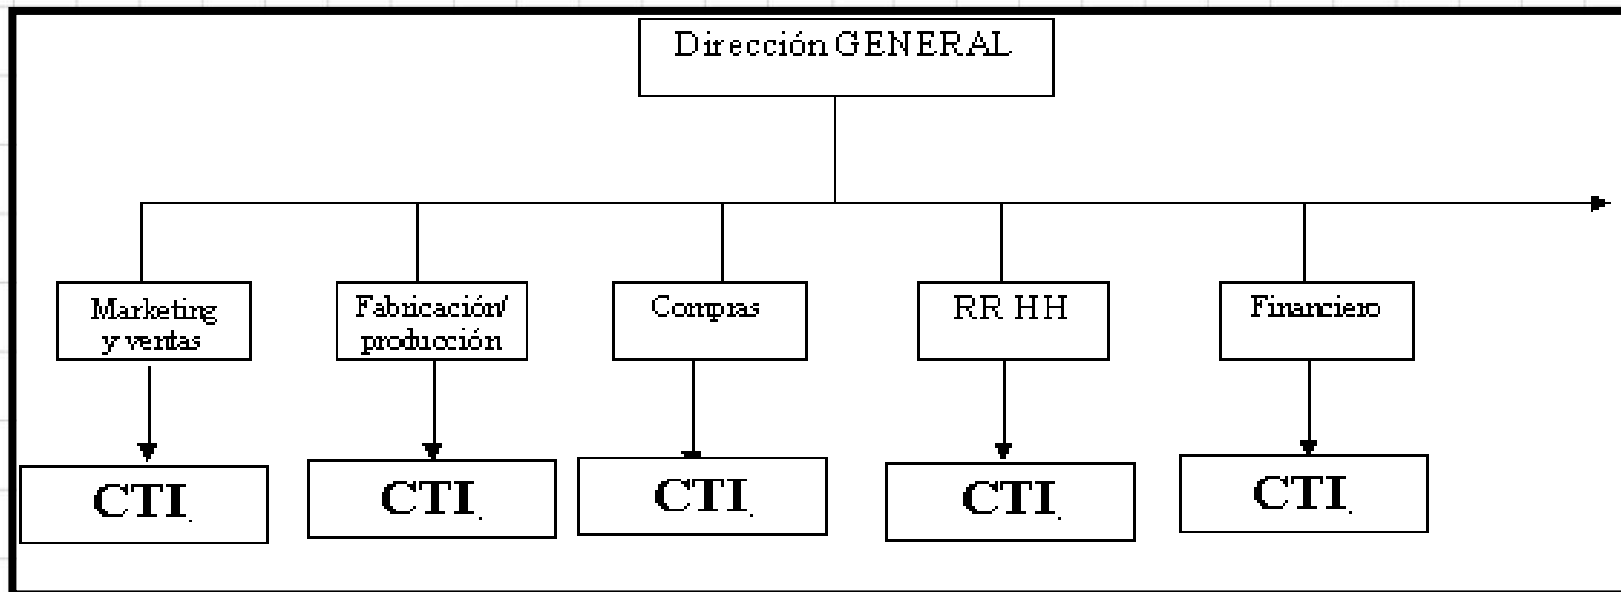 Dirección GENERAL
Marketing
y ventas
Fabricación/
producción
Compras
RR HH
Financiero
CTI.
CTI.
CTI.
CTI.
CTI.